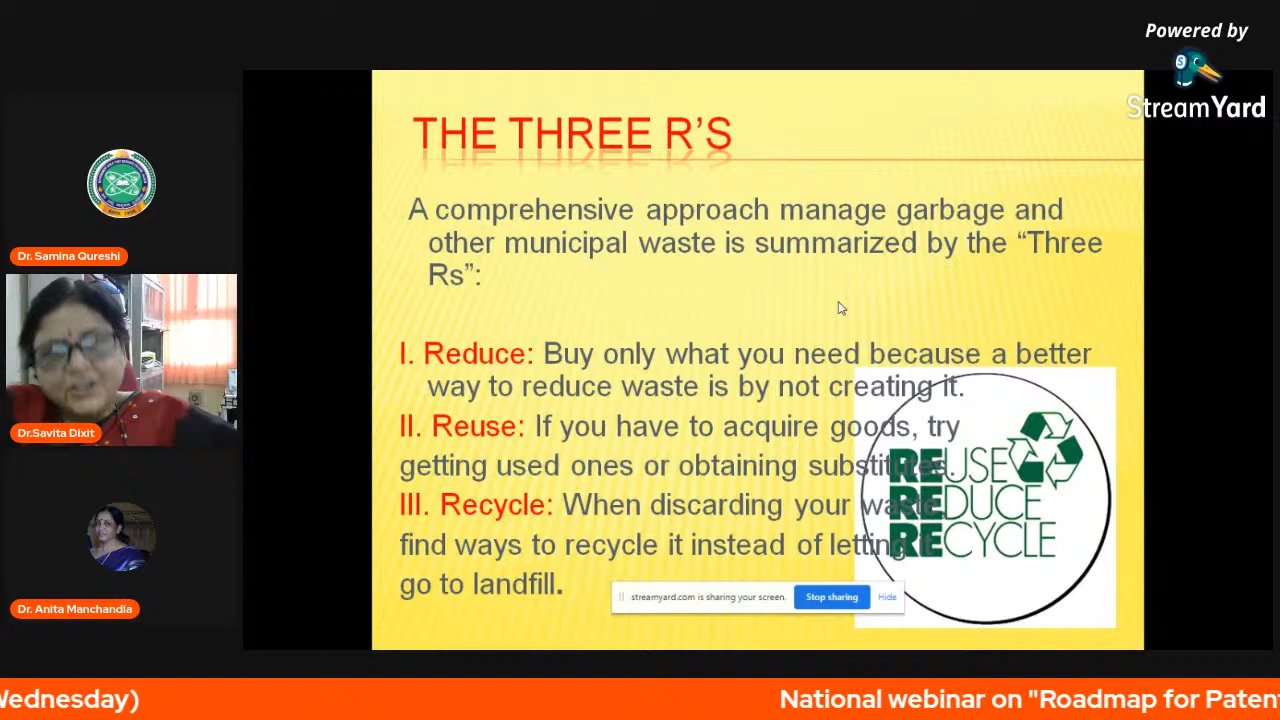 Powered by
StreamYard
THE THREE R’S
A comprehensive approach manage garbage and
other municipal waste is summarized by the “Three
Rs”:
I. Reduce: Buy only what you need because a better
way to reduce waste is by not creating it.
II. Reuse: If you have to acquire goods, try
getting used ones or obtaining substitutes.
III. Recycle: When discarding your waste,
find ways to recycle it instead of letting it
go to landfill.
REUSE
REDUCE
RECYCLE
streamyard.com is sharing your screen.
Stop sharing
Hide
Dr. Samina Qureshi
Dr.Savita Dixit
Dr. Anita Manchandia
Wednesday)
National webinar on "Roadmap for Patent